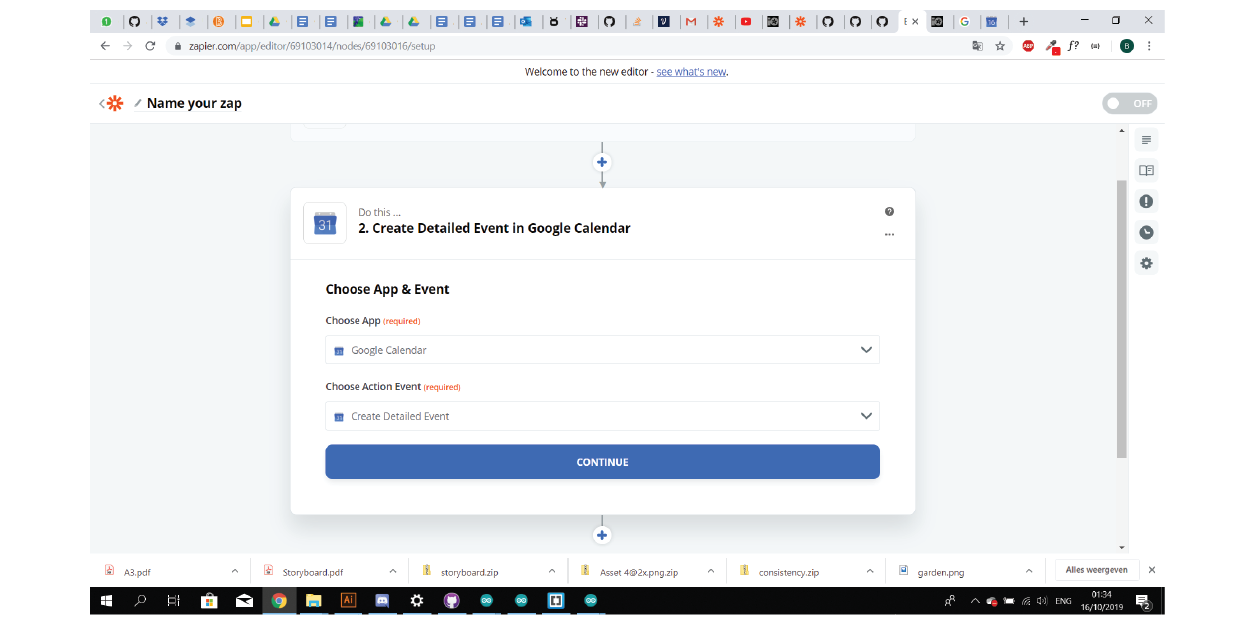 zapier.com/app/editor/69103014/nodes/69103016/setup
ABP
f?
B
Welcome to the new editor - see what's new.
Name your zap
OFF
Do this ...
31
2. Create Detailed Event in Google Calendar
Choose App & Event
Choose App (required)
Google Calendar
Choose Action Event (required)
Create Detailed Event
CONTINUE
A3.pdf
Storyboard.pdf
storyboard.zip
Asset 4@2x.png.zip
consistency.zip
garden.png
Alles weergeven
Ai
ENG
01:34
16/10/2019
2